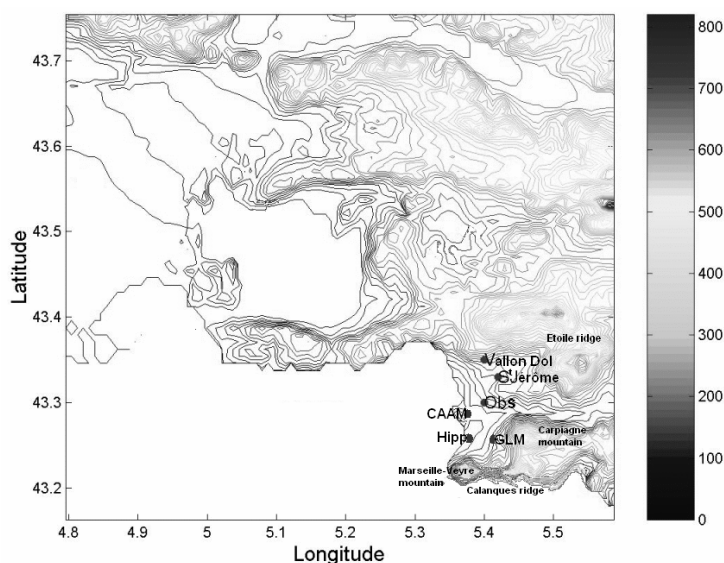 43.7
43.6
43.5
43.4
43.3
43.2
Latitude
4.8
4.9
5
5.1
5.2
5.3
5.4
5.5
Longitude
Etoile ridge
Vallon Dol
StJérôme
Obs
CAAM
Hipp
GLM
Carpiagne
mountain
Marseille-Veyre
mountain
Calanques ridge
800
700
600
500
400
300
200
100
0